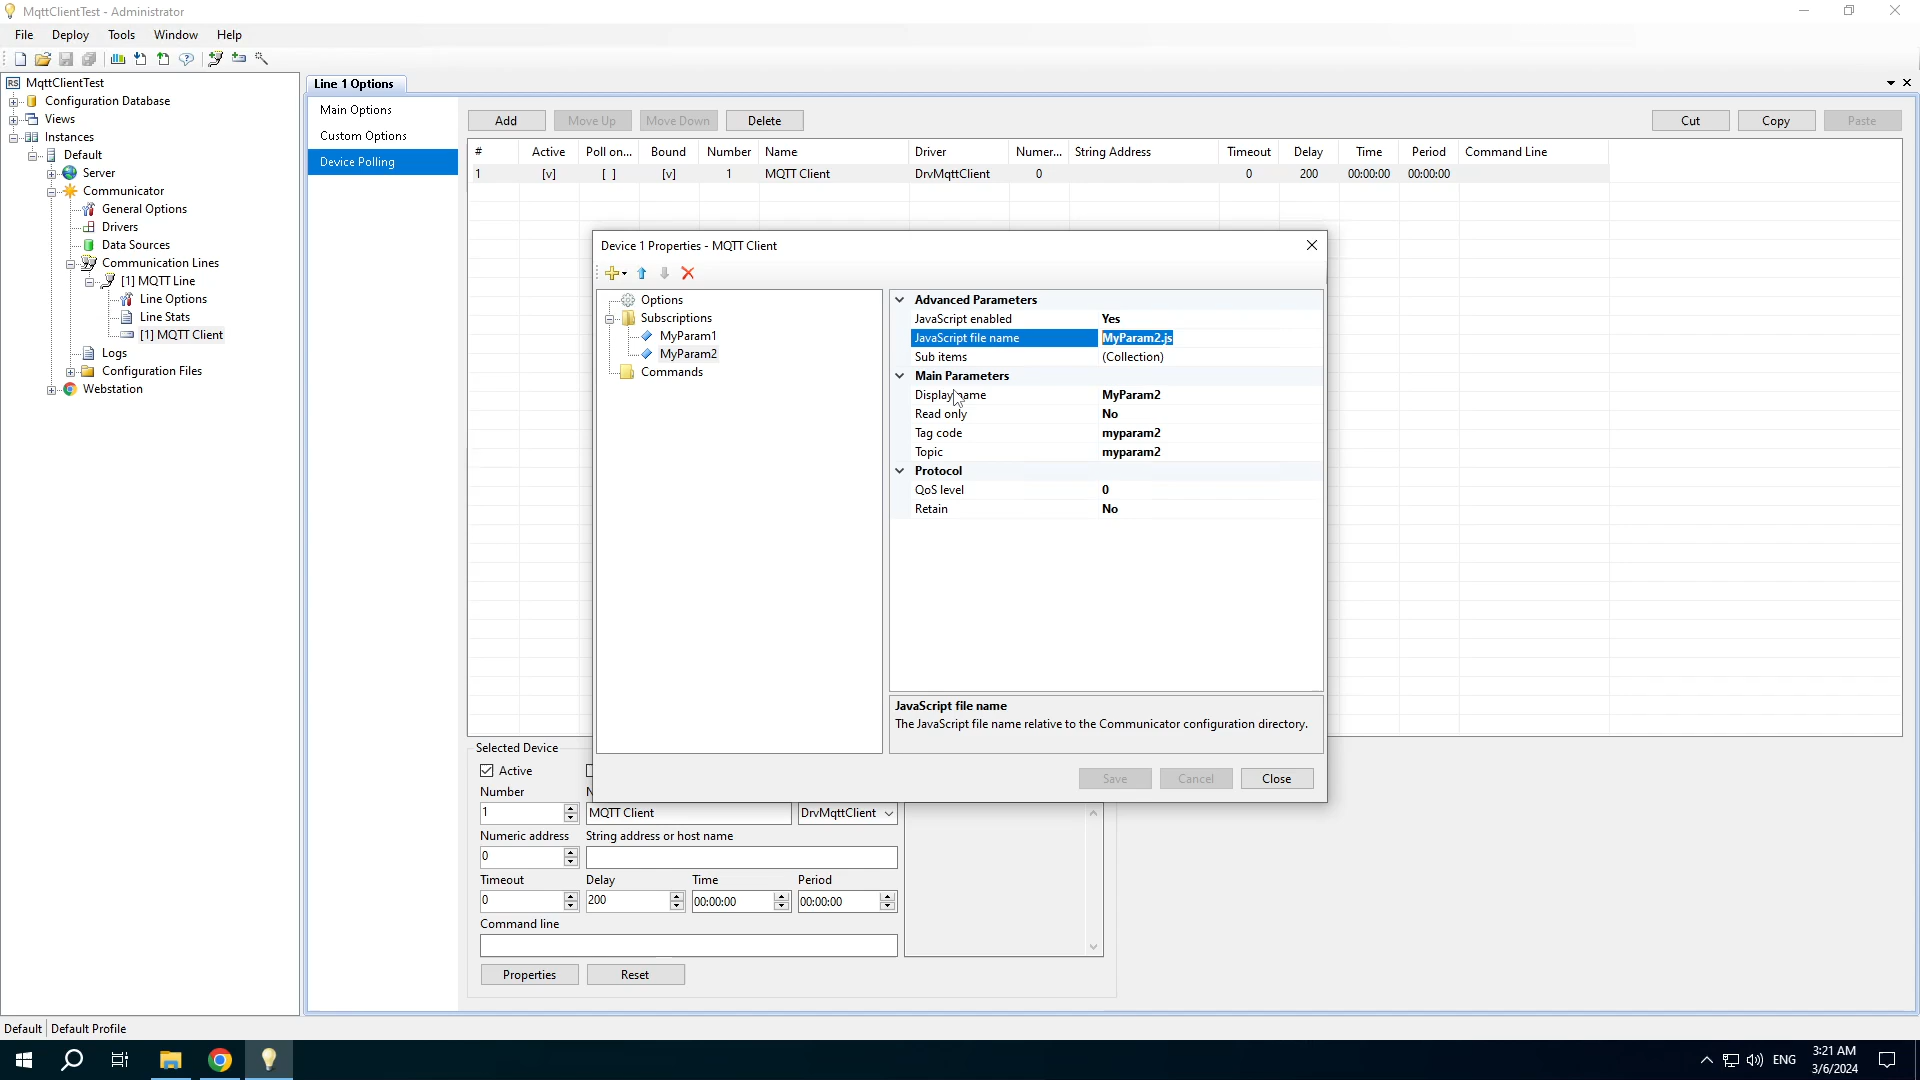 MqttClientTest - Administrator
File Deploy Tools Window Help
MqttClientTest
Configuration Database
Views
Instances
Default
Server
Communicator
General Options
Drivers
Data Sources
Communication Lines
[1] MQTT Line
Line Options
Line Stats
[1] MQTT Client
Logs
Configuration Files
Webstation
Line 1 Options
Main Options
Custom Options
Device Polling
Add Move Up Move Down Delete Cut Copy Paste
# Active Poll on... Bound Number Name Driver Numer... String Address Timeout Delay Time Period Command Line
1 [v] [ ] [v] 1 MQTT Client DrvMqttClient 0 0 200 00:00:00 00:00:00
Device 1 Properties - MQTT Client
Options
Subscriptions
MyParam1
MyParam2
Commands
Advanced Parameters
JavaScript enabled Yes
JavaScript file name MyParam2.js
Sub items (Collection)
Main Parameters
Display name MyParam2
Read only No
Tag code myparam2
Topic myparam2
Protocol
QoS level 0
Retain No
JavaScript file name
The JavaScript file name relative to the Communicator configuration directory.
Save Cancel Close
Selected Device
Active
Number
1 MQTT Client DrvMqttClient
Numeric address String address or host name
0
Timeout Delay Time Period
0 200 00:00:00 00:00:00
Command line
Properties Reset
Default Default Profile
ENG 3:21 AM
3/6/2024